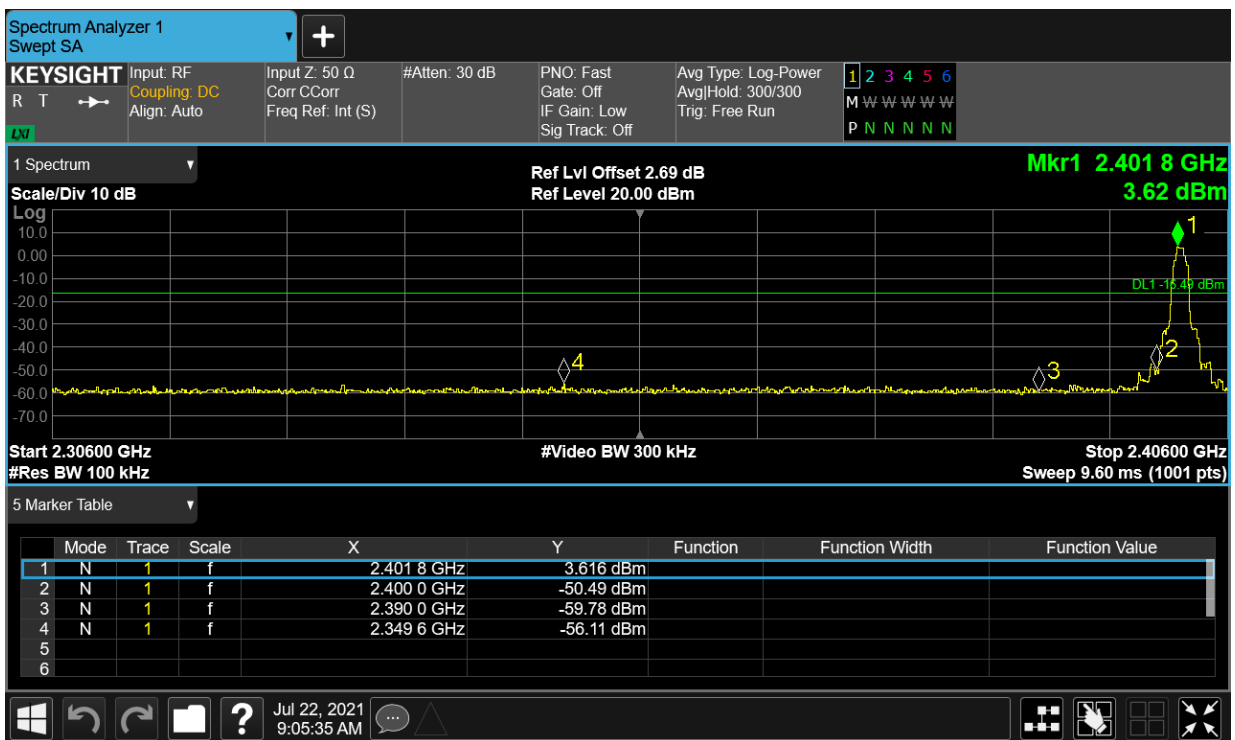 Spectrum Analyzer 1
Swept SA
KEYSIGHT Input: RF Input Z: 50 Ω #Atten: 30 dB PNO: Fast Avg Type: Log-Power 1 2 3 4 5 6
R T Coupling: DC Corr CCorr Gate: Off Avg|Hold: 300/300 M W W W W W
Align: Auto Freq Ref: Int (S) IF Gain: Low Trig: Free Run
LXI Sig Track: Off P N N N N N
1 Spectrum Ref Lvl Offset 2.69 dB Mkr1 2.401 8 GHz
Scale/Div 10 dB Ref Level 20.00 dBm 3.62 dBm
Log
1
10.0
0.00
-10.0
DL1 -16.49 dBm
-20.0
-30.0
-40.0
2
4
3
-50.0
-60.0
-70.0
Start 2.30600 GHz #Video BW 300 kHz Stop 2.40600 GHz
#Res BW 100 kHz Sweep 9.60 ms (1001 pts)
5 Marker Table
Mode Trace Scale X Y Function Function Width Function Value
1 N 1 f 2.401 8 GHz 3.616 dBm
2 N 1 f 2.400 0 GHz -50.49 dBm
3 N 1 f 2.390 0 GHz -59.78 dBm
4 N 1 f 2.349 6 GHz -56.11 dBm
5
6
? Jul 22, 2021
9:05:35 AM